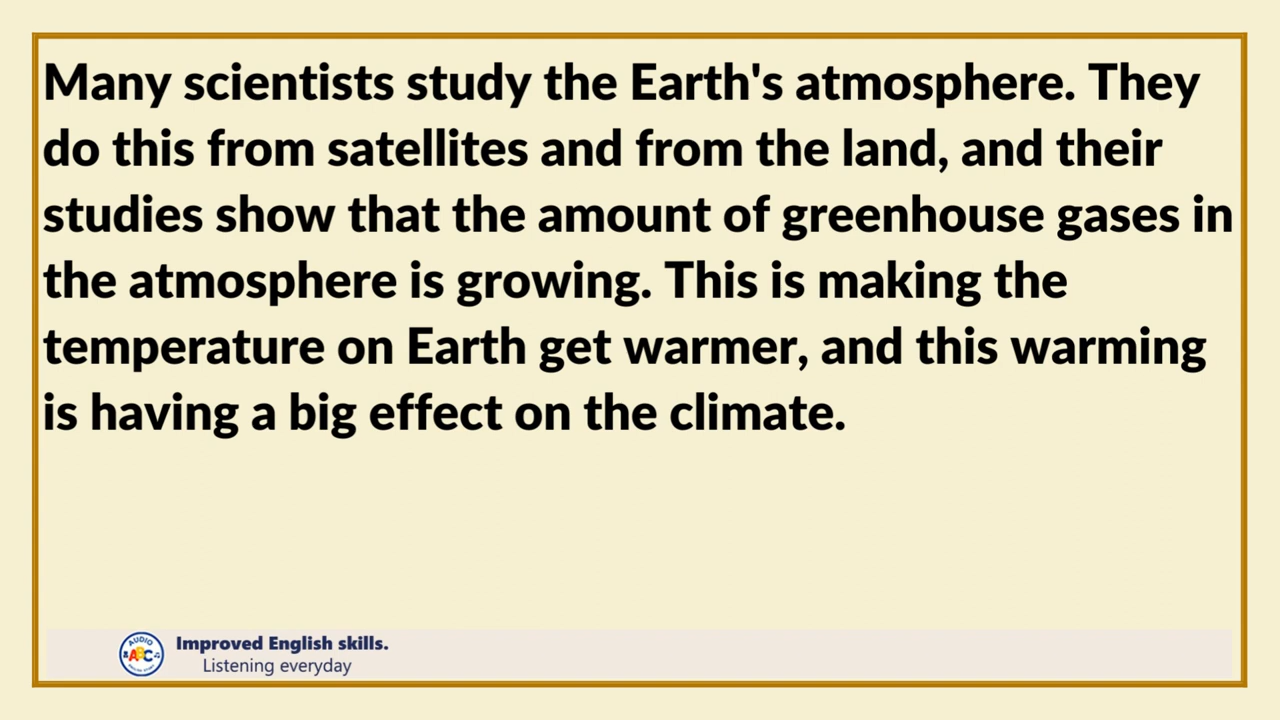 Many scientists study the Earth's atmosphere. They
do this from satellites and from the land, and their
studies show that the amount of greenhouse gases in
the atmosphere is growing. This is making the
temperature on Earth get warmer, and this warming
is having a big effect on the climate.
AUDIO
ABC
Improved English skills.
Listening everyday